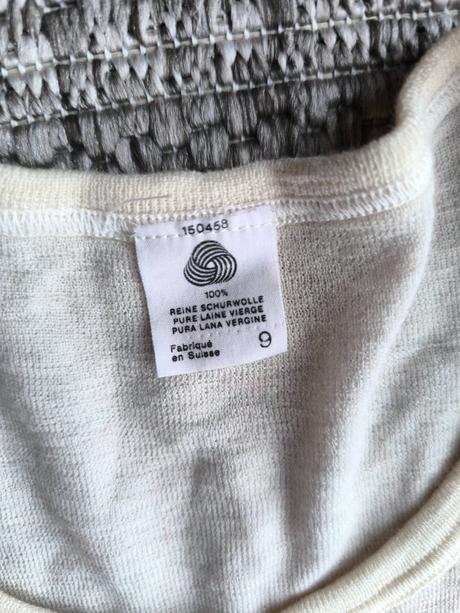 150458
100%
REINE SCHURWOLLE
PURE LAINE VIERGE
PURA LANA VERGINE
Fabriqué
en Suisse
9